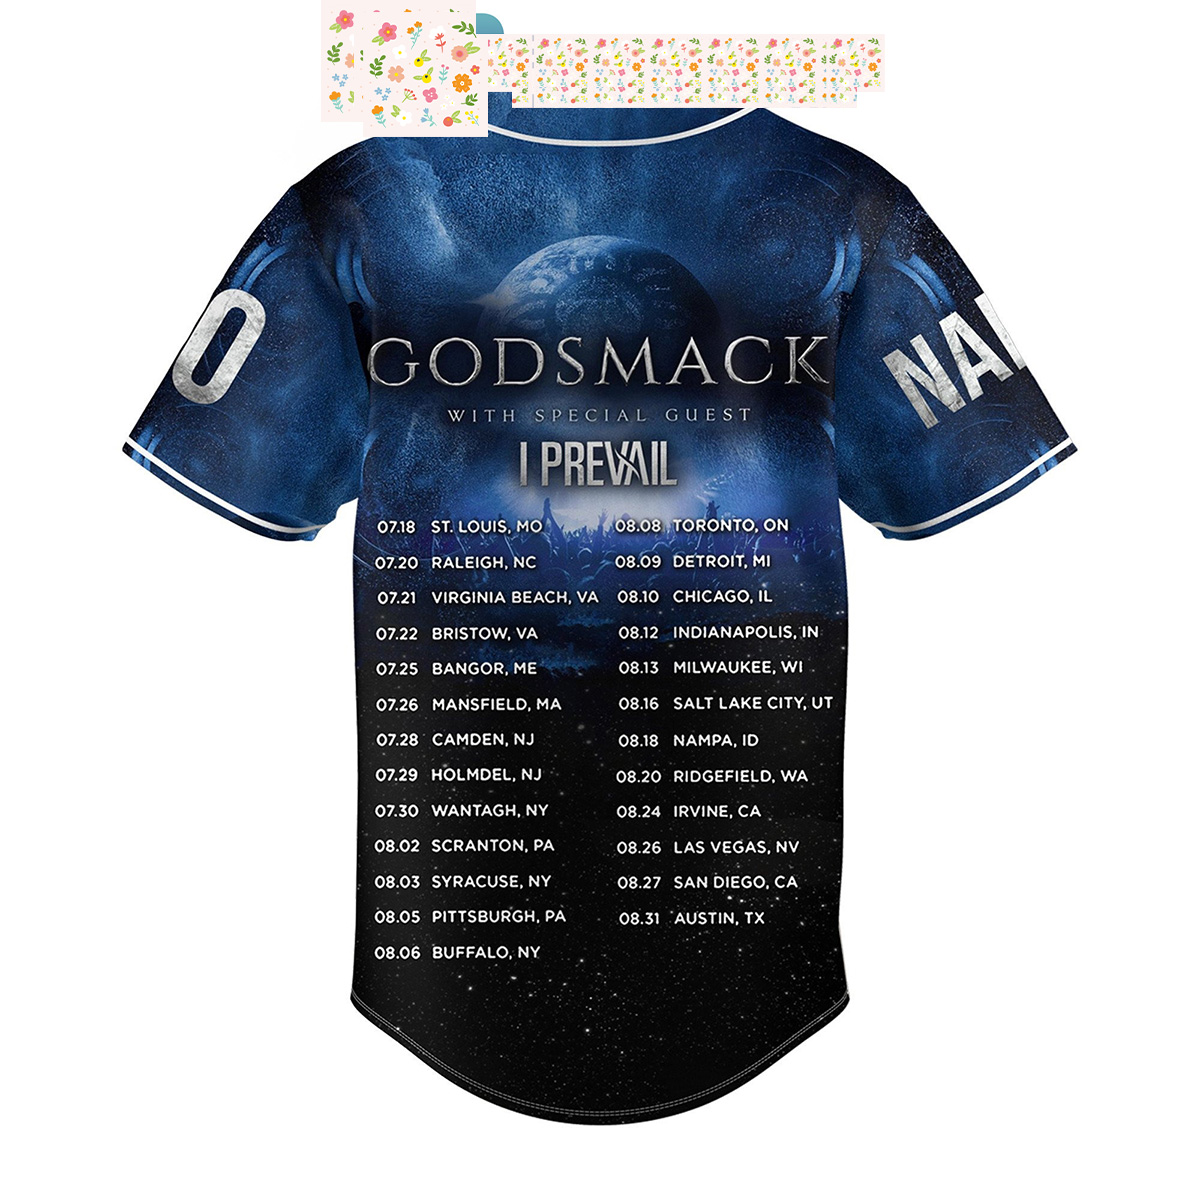 GODSMACK
WITH SPECIAL GUEST
I PREVAIL
07.18 ST. LOUIS, MO
07.20 RALEIGH, NC
07.21 VIRGINIA BEACH, VA
07.22 BRISTOW, VA
07.25 BANGOR, ME
07.26 MANSFIELD, MA
07.28 CAMDEN, NJ
07.29 HOLMDEL, NJ
07.30 WANTAGH, NY
08.02 SCRANTON, PA
08.03 SYRACUSE, NY
08.05 PITTSBURGH, PA
08.06 BUFFALO, NY
08.08 TORONTO, ON
08.09 DETROIT, MI
08.10 CHICAGO, IL
08.12 INDIANAPOLIS, IN
08.13 MILWAUKEE, WI
08.16 SALT LAKE CITY, UT
08.18 NAMPA, ID
08.20 RIDGEFIELD, WA
08.24 IRVINE, CA
08.26 LAS VEGAS, NV
08.27 SAN DIEGO, CA
08.31 AUSTIN, TX